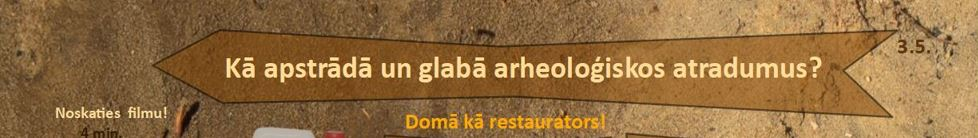 3.5.
Kā apstrādā un glabā arheoloģiskos atradumus?
Noskaties filmu!
4 min.
Domā kā restaurators!